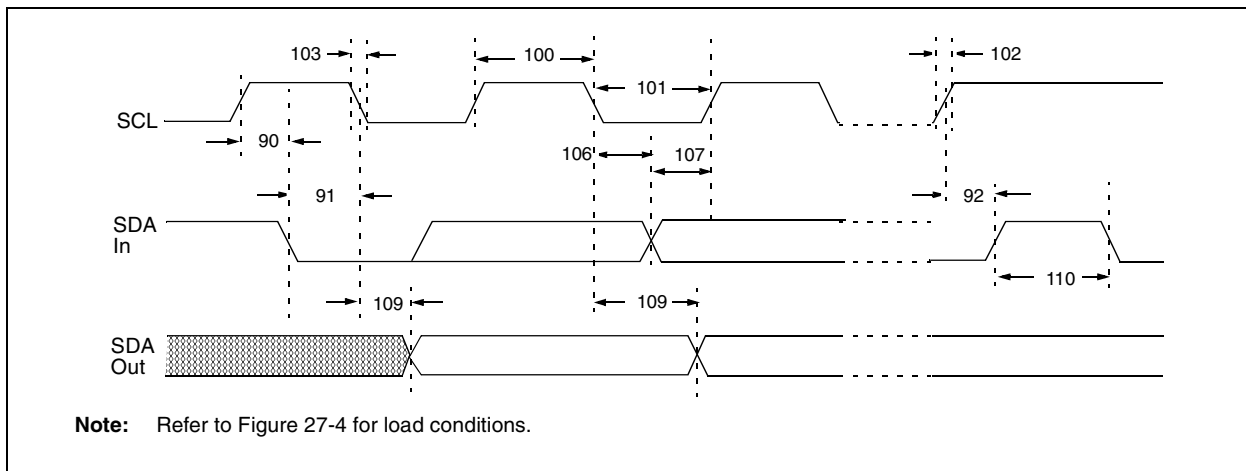 103
100
101
102
SCL
90
106
107
91
92
SDA
In
110
109
109
SDA
Out
Note: Refer to Figure 27-4 for load conditions.